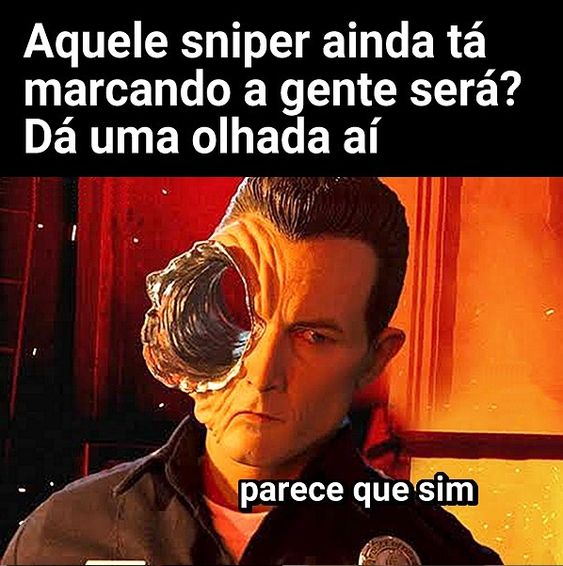 Aquele sniper ainda tá
marcando a gente será?
Dá uma olhada aí
parece que sim